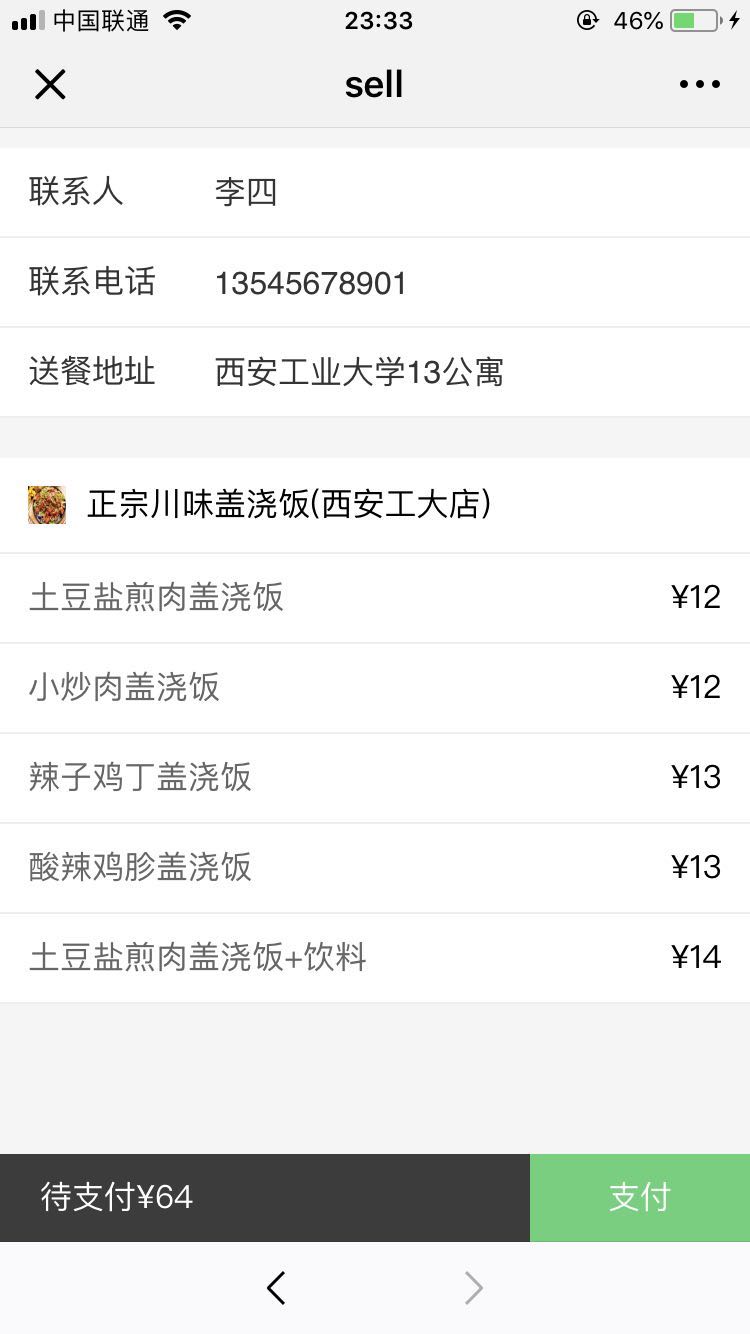 中国联通 23:33 46%
sell
联系人 李四
联系电话 13545678901
送餐地址 西安工业大学13公寓
正宗川味盖浇饭(西安工大店)
土豆盐煎肉盖浇饭 ¥12
小炒肉盖浇饭 ¥12
辣子鸡丁盖浇饭 ¥13
酸辣鸡胗盖浇饭 ¥13
土豆盐煎肉盖浇饭+饮料 ¥14
待支付¥64 支付